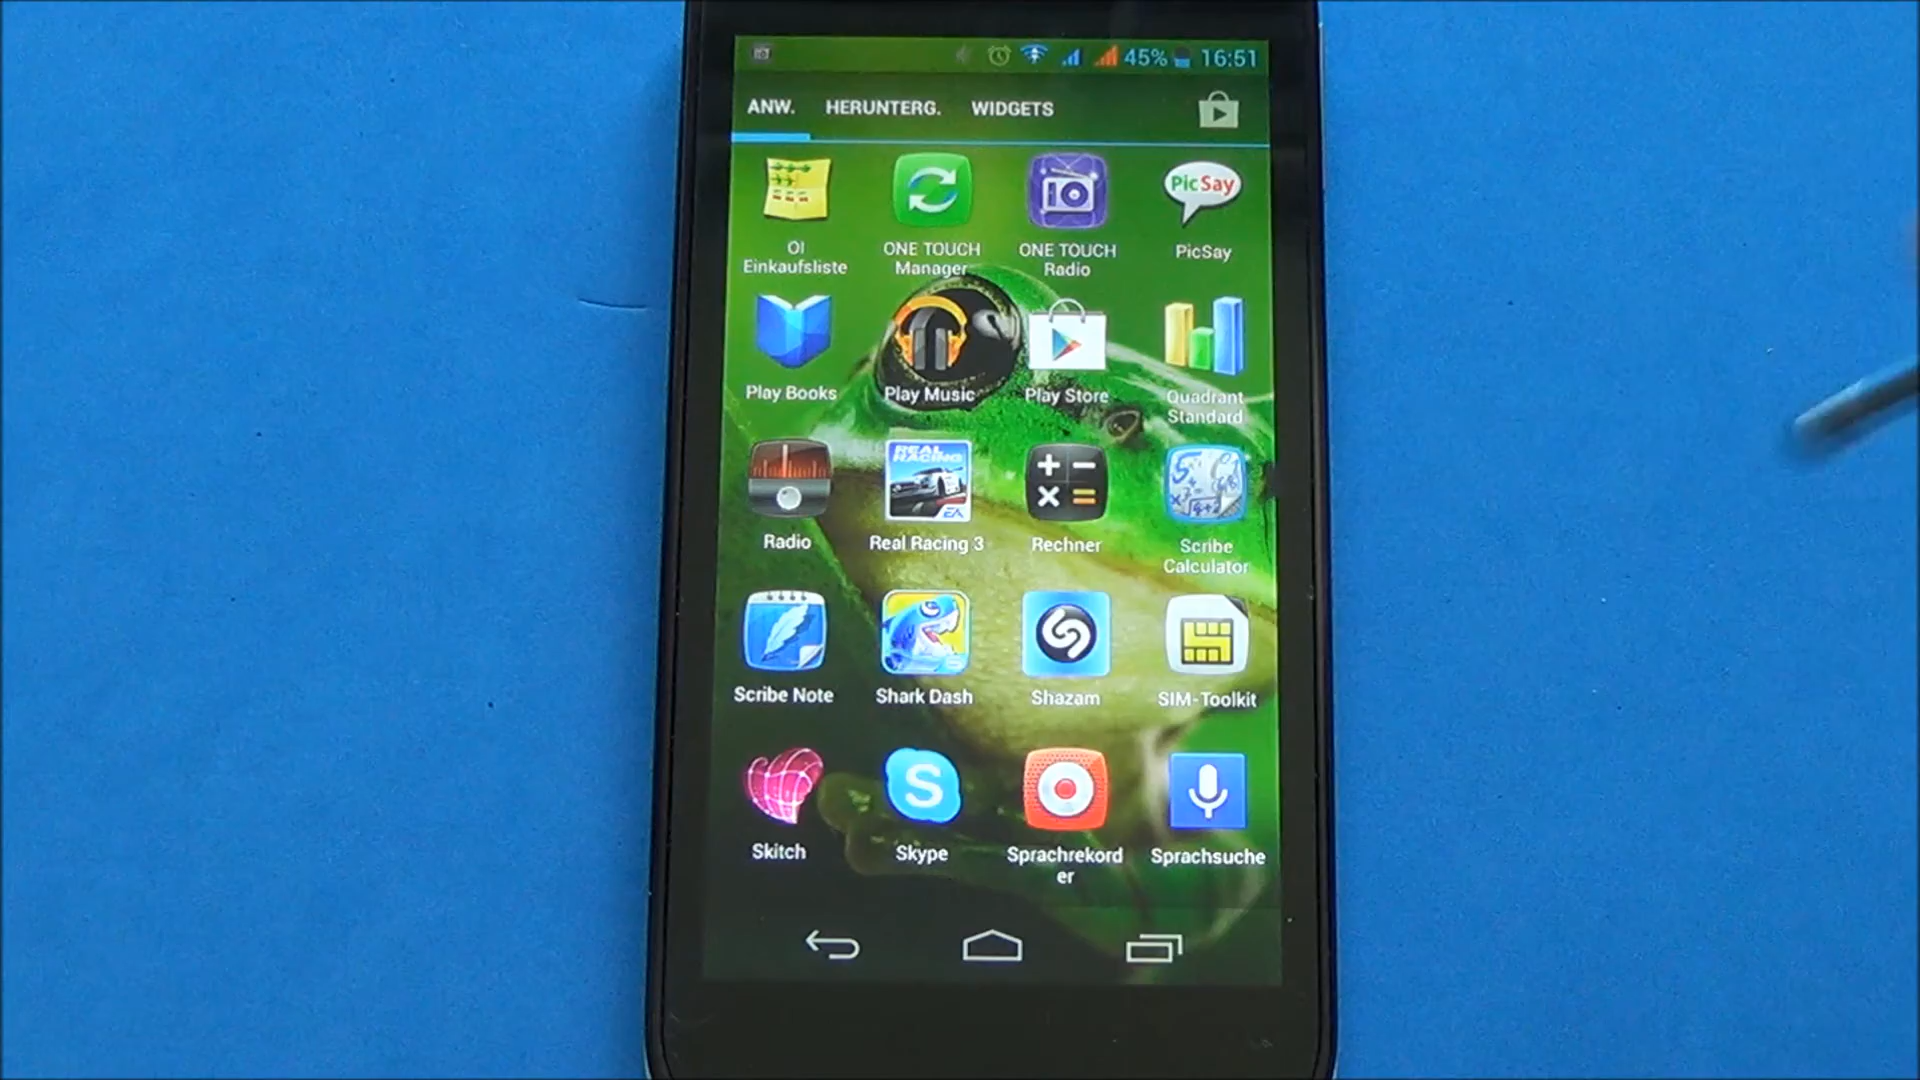 45% 16:51
ANW. HERUNTERG. WIDGETS
PicSay
OI
Einkaufsliste
ONE TOUCH
Manager
ONE TOUCH
Radio
PicSay
Play Books
Play Music
Play Store
Quadrant
Standard
REAL
RACING
EA
Radio
Real Racing 3
Rechner
Scribe
Calculator
Scribe Note
Shark Dash
Shazam
SIM-Toolkit
S
Skitch
Skype
Sprachrekord
er
Sprachsuche